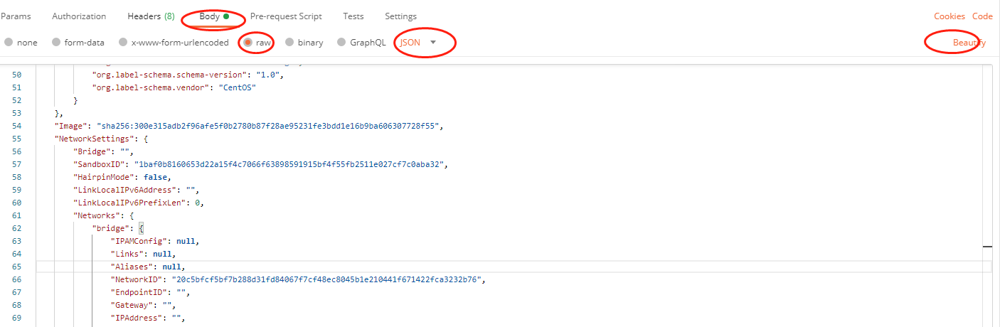 Params Authorization Headers (8) Body Pre-request Script Tests Settings Cookies Code
none form-data x-www-form-urlencoded raw binary GraphQL JSON Beautify
50 "org.label-schema.schema-version": "1.0",
51 "org.label-schema.vendor": "CentOS"
52 }
53 },
54 "Image": "sha256:300e315adb2f96afe5f0b2780b87f28ae95231fe3bdd1e16b9ba606307728f55",
55 "NetworkSettings": {
56 "Bridge": "",
57 "SandboxID": "1baf0b8160653d22a15f4c7066f63898591915bf4f55fb2511e027cf7c0aba32",
58 "HairpinMode": false,
59 "LinkLocalIPv6Address": "",
60 "LinkLocalIPv6PrefixLen": 0,
61 "Networks": {
62 "bridge": {
63 "IPAMConfig": null,
64 "Links": null,
65 "Aliases": null,
66 "NetworkID": "20c5bfcf5bf7b288d31fd84067f7cf48ec8045b1e210441f671422fca3232b76",
67 "EndpointID": "",
68 "Gateway": "",
69 "IPAddress": "",